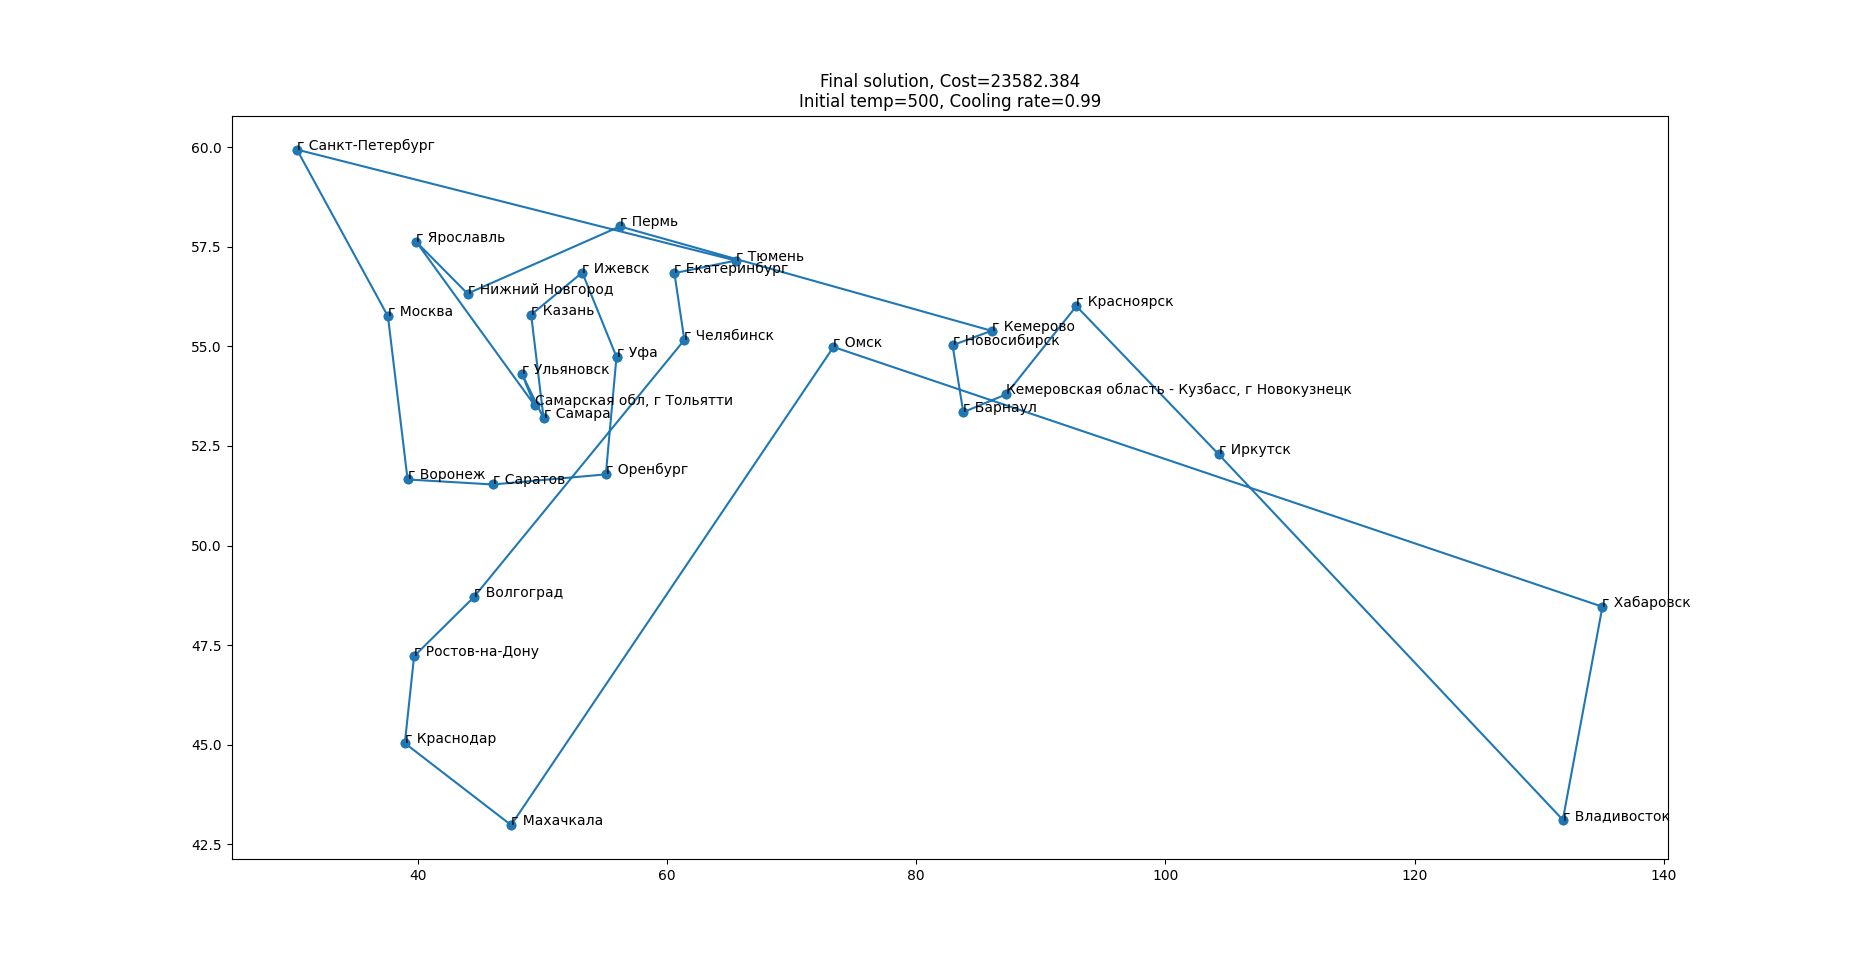 Final solution, Cost=23582.384
Initial temp=500, Cooling rate=0.99
60.0
57.5
55.0
52.5
50.0
47.5
45.0
42.5
г Санкт-Петербург
г Пермь
г Ярославль
г Тюмень
г Екатеринбург
г Ижевск
г Нижний Новгород
г Красноярск
г Москва
г Казань
г Кемерово
г Челябинск
г Новосибирск
г Омск
г Уфа
г Ульяновск
Кемеровская область - Кузбасс, г Новокузнецк
Самарская обл, г Тольятти
г Барнаул
г Самара
г Иркутск
г Оренбург
г Воронеж
г Саратов
г Хабаровск
г Волгоград
г Ростов-на-Дону
г Краснодар
г Владивосток
г Махачкала
40
60
80
100
120
140